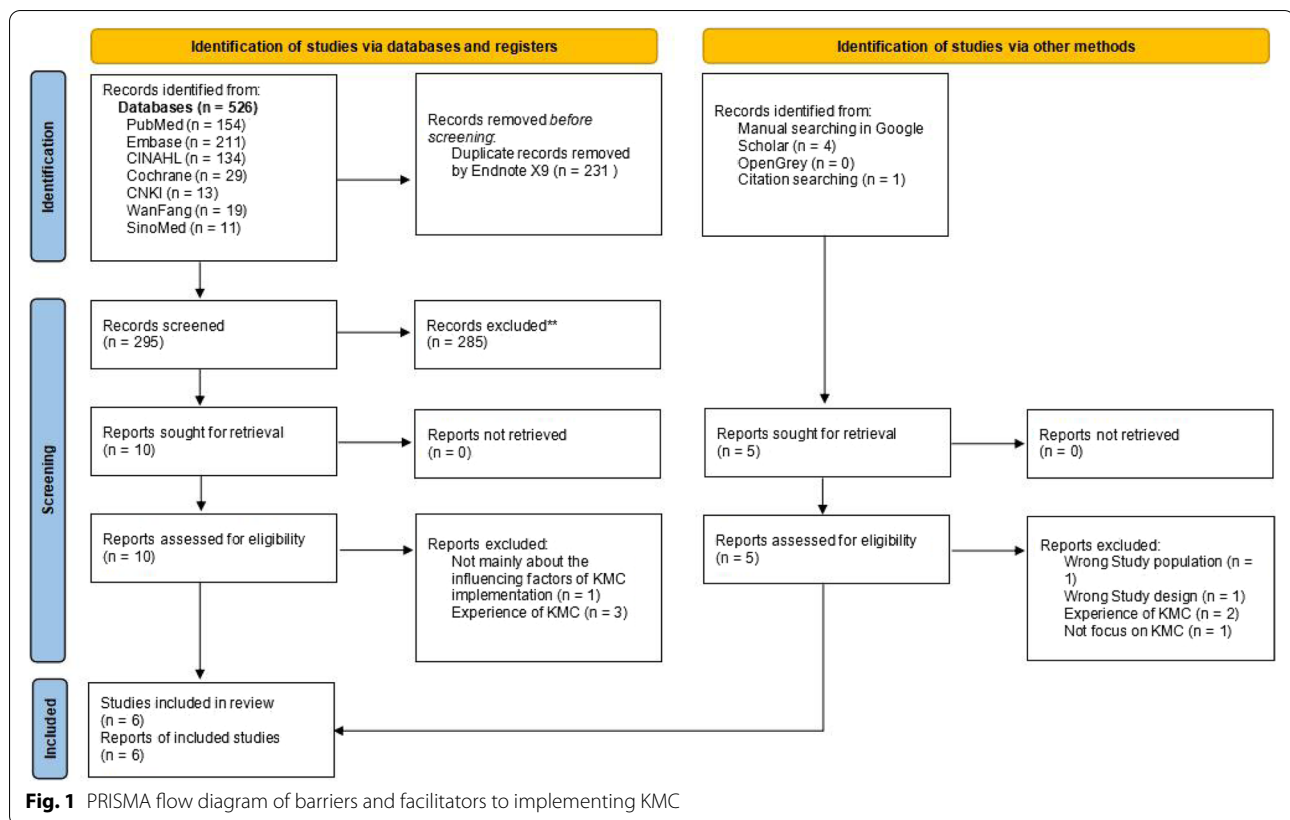 Identification of studies via databases and registers
Identification of studies via other methods
Identification
Records identified from:
Databases (n = 526)
PubMed (n = 154)
Embase (n = 211)
CINAHL (n = 134)
Cochrane (n = 29)
CNKI (n = 13)
WanFang (n = 19)
SinoMed (n = 11)
Records removed before
screening:
Duplicate records removed
by Endnote X9 (n = 231 )
Records identified from:
Manual searching in Google
Scholar (n = 4)
OpenGrey (n = 0)
Citation searching (n = 1)
Screening
Records screened
(n = 295)
Records excluded**
(n = 285)
Reports sought for retrieval
(n = 10)
Reports not retrieved
(n = 0)
Reports sought for retrieval
(n = 5)
Reports not retrieved
(n = 0)
Reports assessed for eligibility
(n = 10)
Reports excluded:
Not mainly about the
influencing factors of KMC
implementation (n = 1)
Experience of KMC (n = 3)
Reports assessed for eligibility
(n = 5)
Reports excluded:
Wrong Study population (n =
1)
Wrong Study design (n = 1)
Experience of KMC (n = 2)
Not focus on KMC (n = 1)
Included
Studies included in review
(n = 6)
Reports of included studies
(n = 6)
Fig. 1 PRISMA flow diagram of barriers and facilitators to implementing KMC